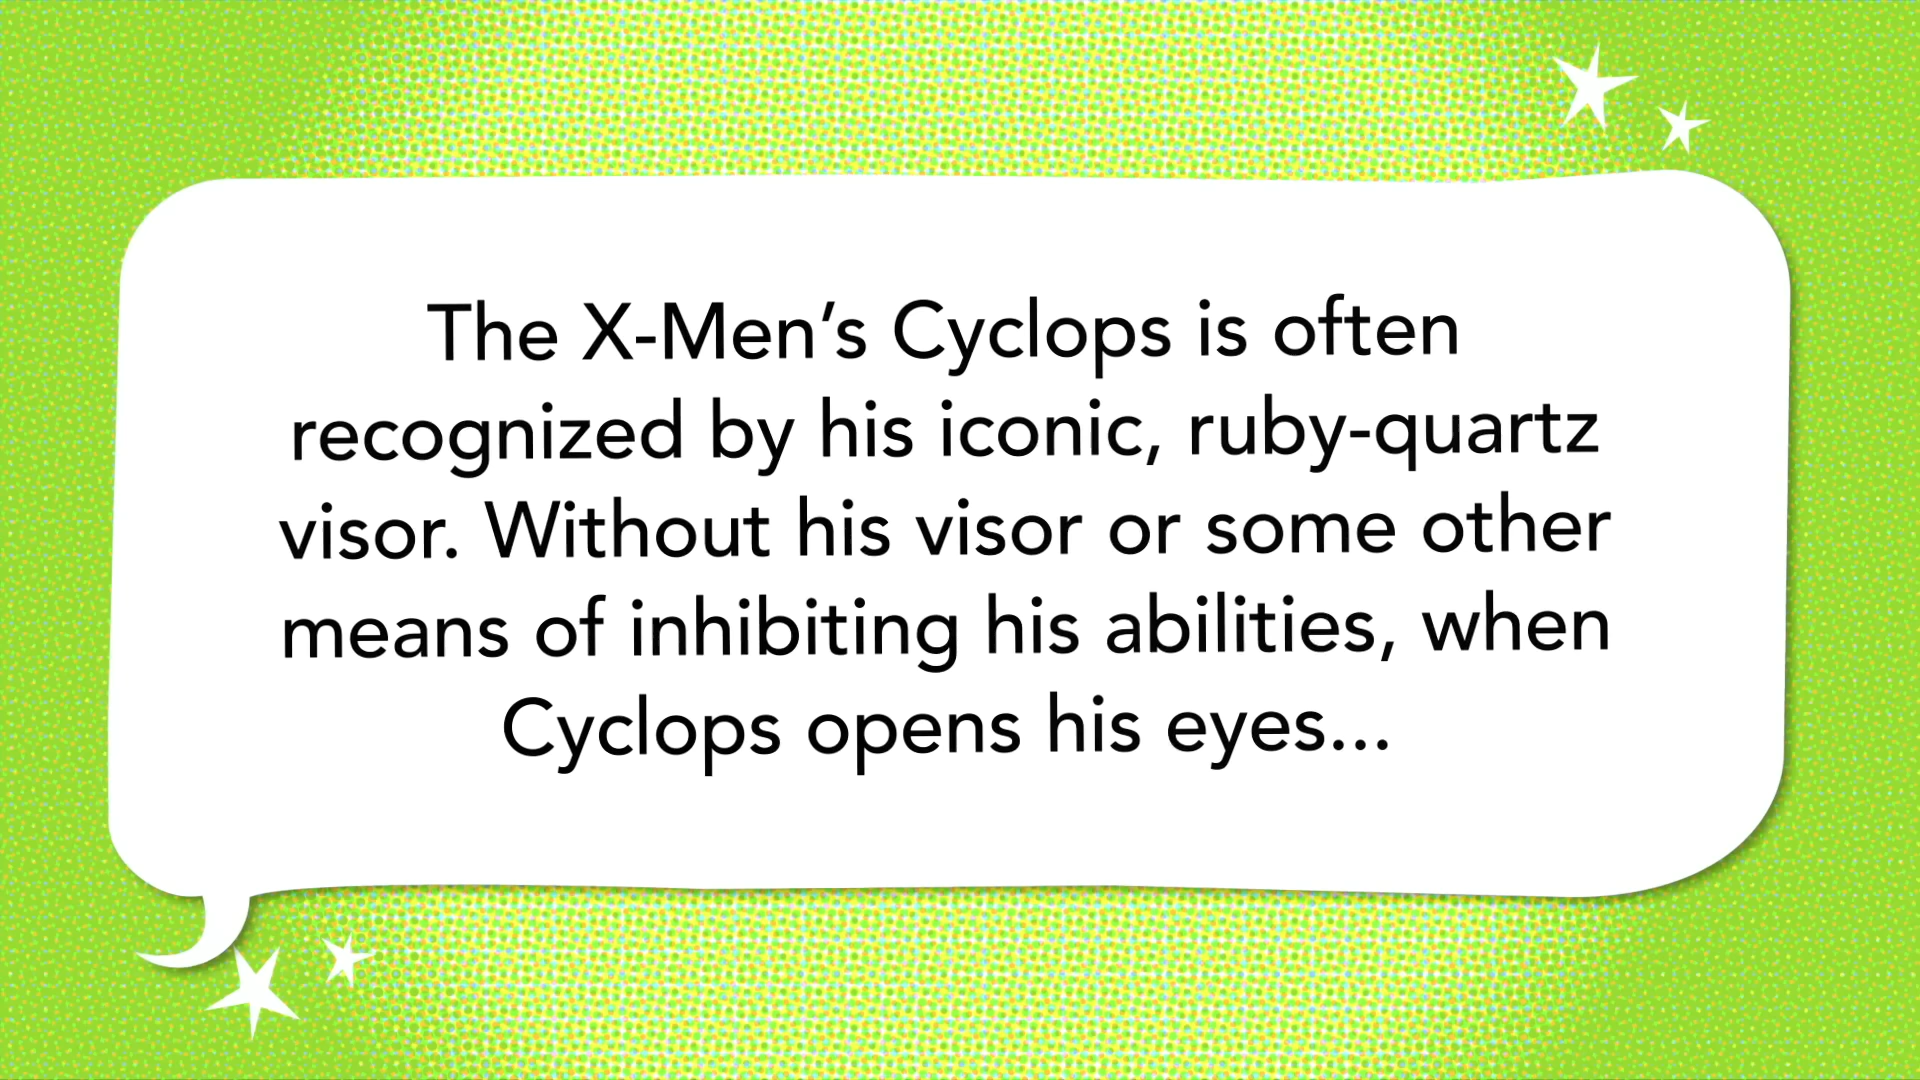 The X-Men’s Cyclops is often
recognized by his iconic, ruby-quartz
visor. Without his visor or some other
means of inhibiting his abilities, when
Cyclops opens his eyes...